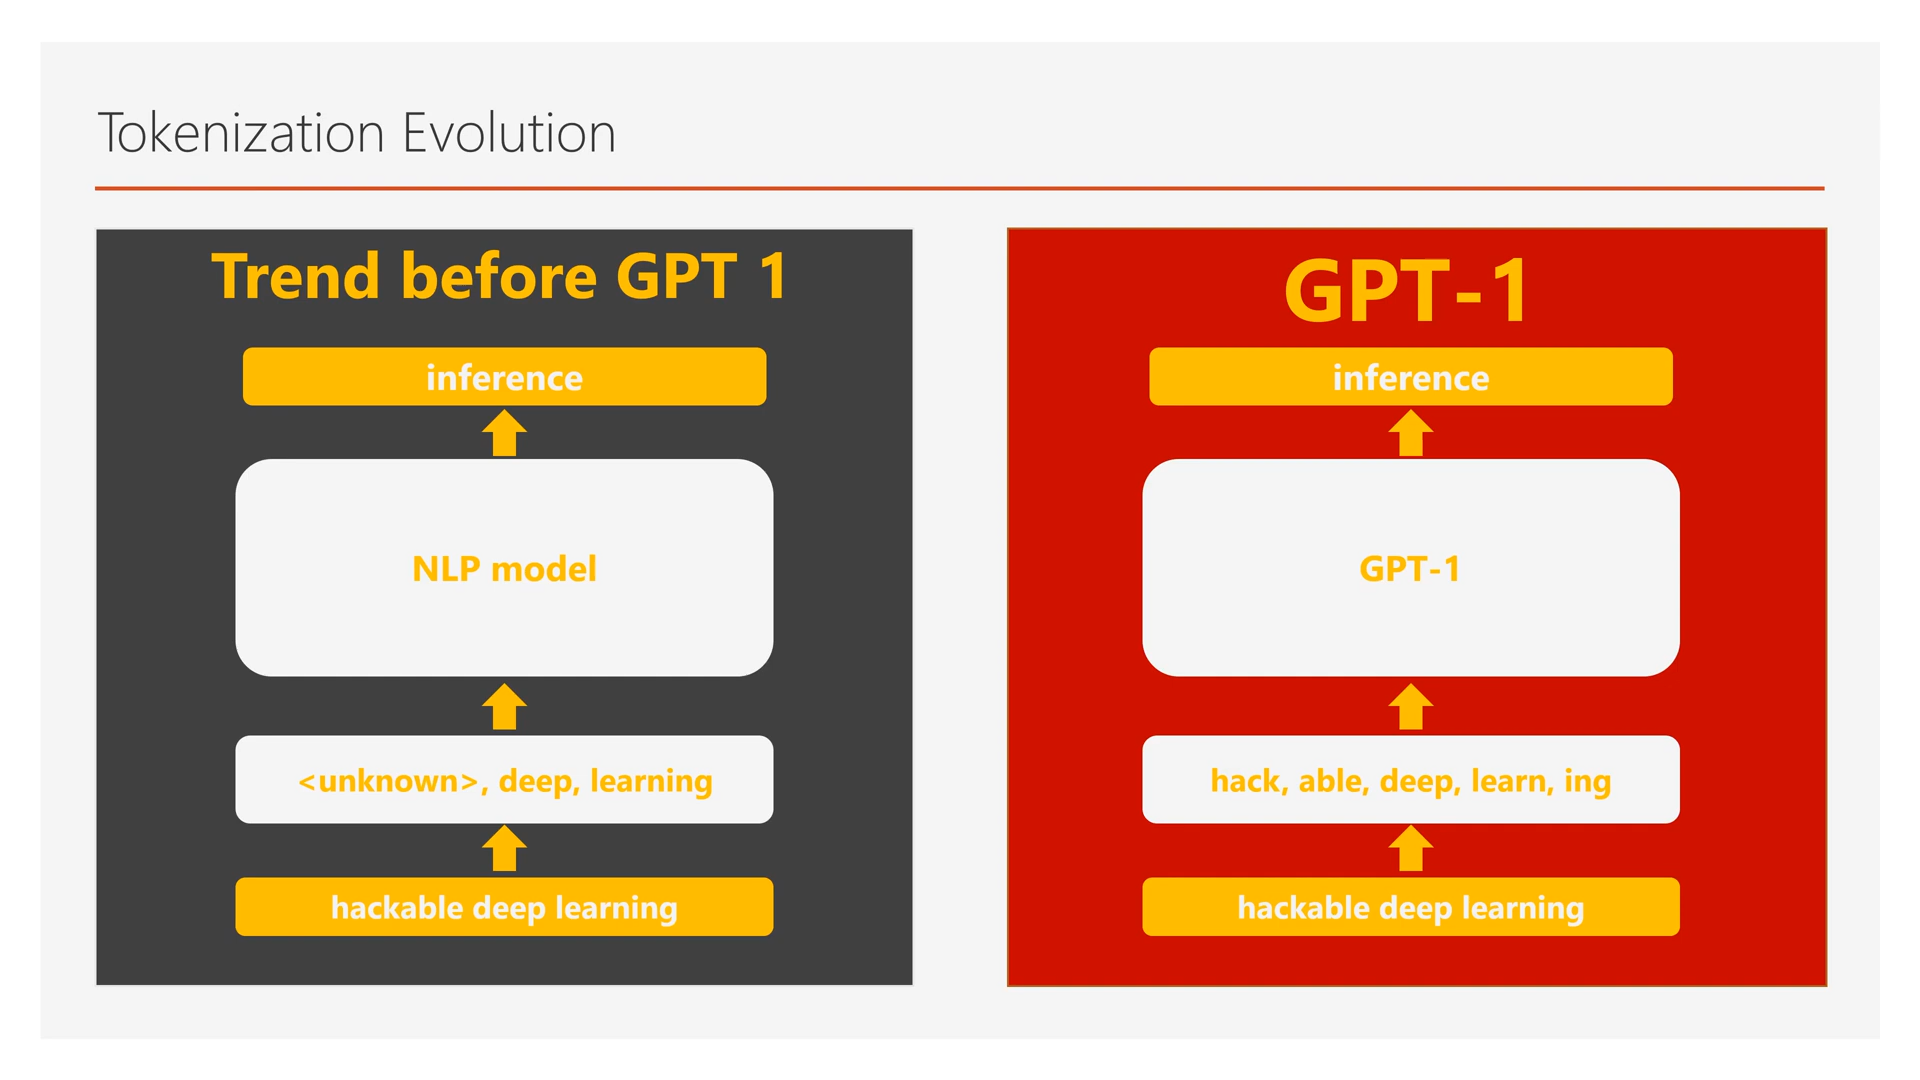 Tokenization Evolution
Trend before GPT 1
inference
NLP model
<unknown>, deep, learning
hackable deep learning
GPT-1
inference
GPT-1
hack, able, deep, learn, ing
hackable deep learning